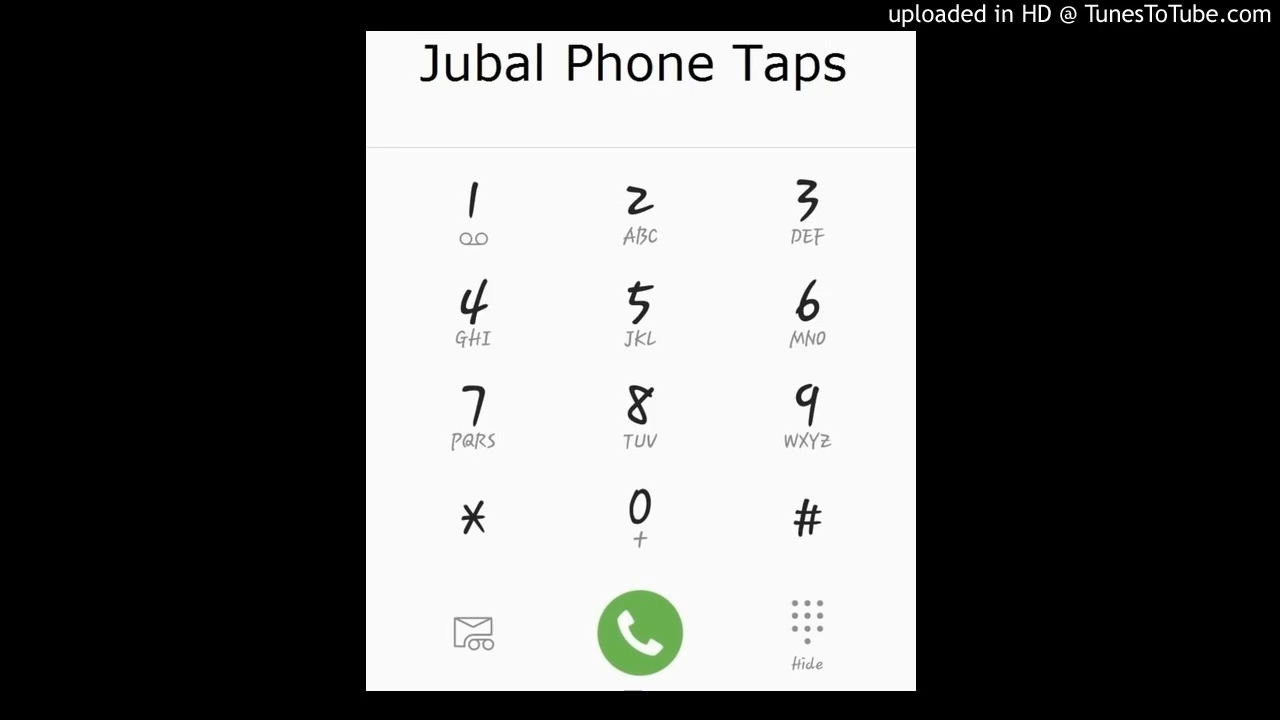 uploaded in HD @ TunesToTube.com
Jubal Phone Taps
1 2 3
ABC DEF
4 5 6
GHI JKL MNO
7 8 9
PQRS TUV WXYZ
* 0 #
+
Hide